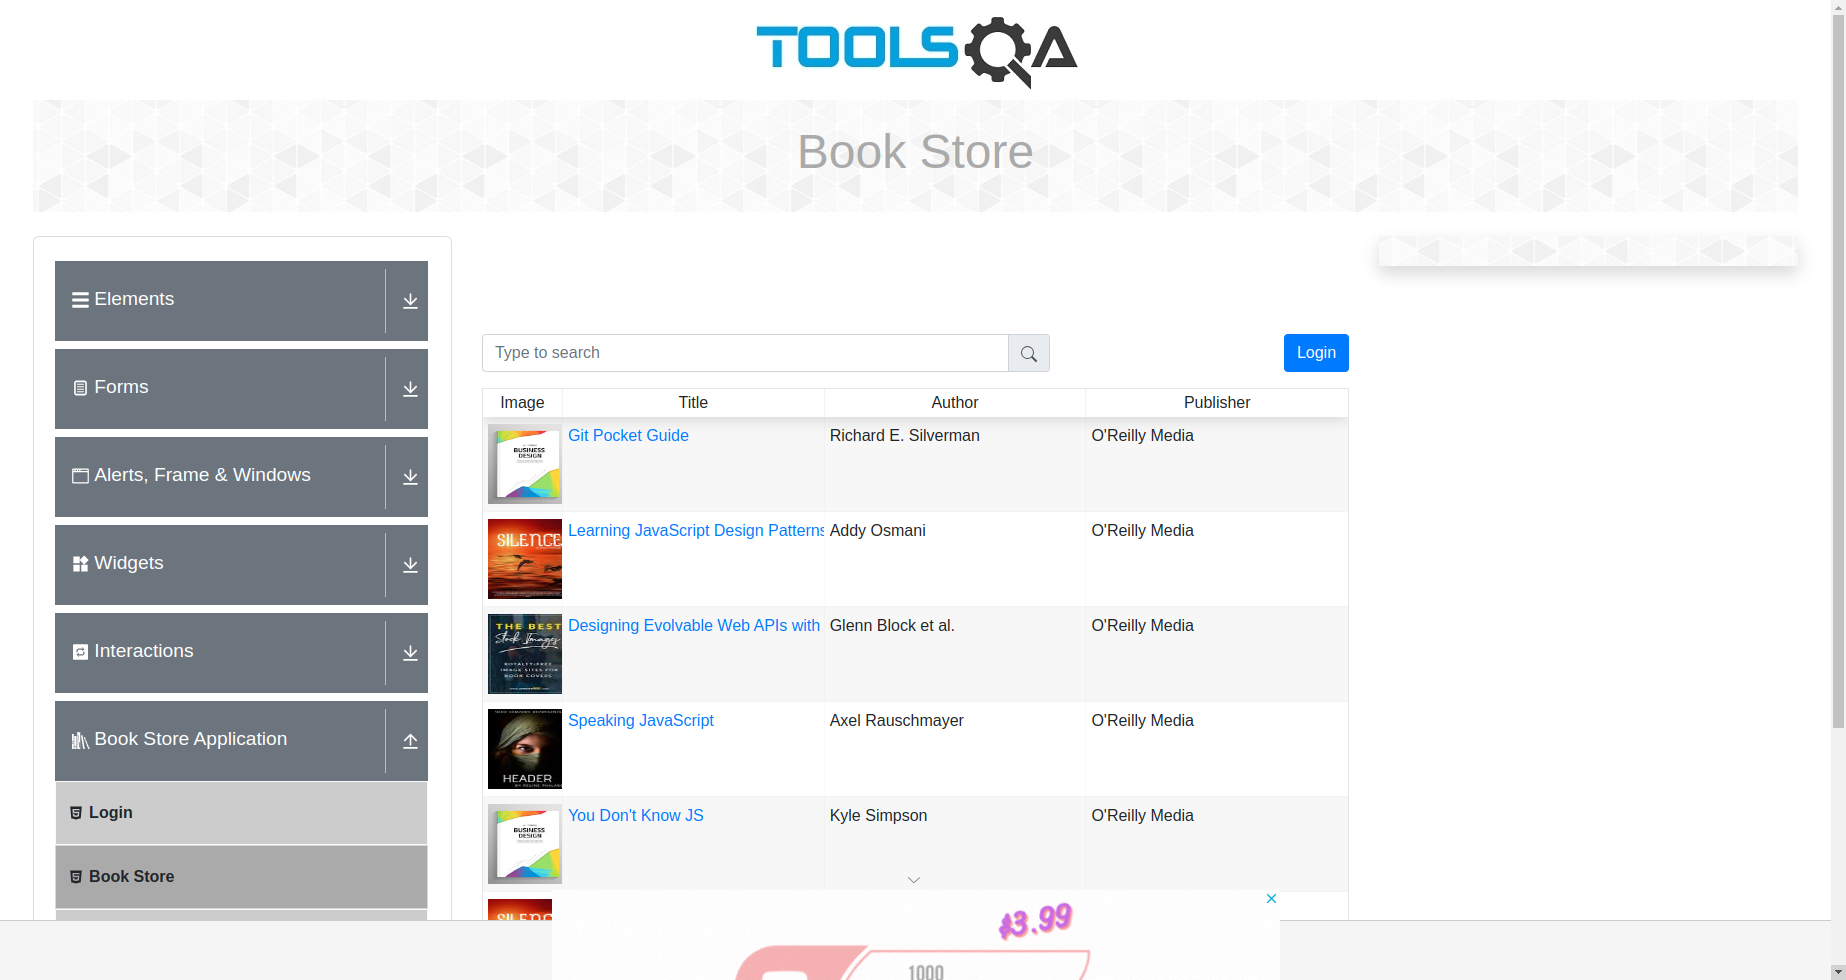 TOOLSQA
Book Store
Elements
Forms
Alerts, Frame & Windows
Widgets
Interactions
Book Store Application
Login
Book Store
Type to search
Login
Image Title Author Publisher
BUSINESS
DESIGN
Git Pocket Guide Richard E. Silverman O'Reilly Media
SILENCE
Learning JavaScript Design Patterns Addy Osmani O'Reilly Media
THE BEST
Stock Images
ROYALTY-FREE
IMAGE SITES FOR
BOOK COVERS
Designing Evolvable Web APIs with Glenn Block et al. O'Reilly Media
HEADER
Speaking JavaScript Axel Rauschmayer O'Reilly Media
BUSINESS
DESIGN
You Don't Know JS Kyle Simpson O'Reilly Media
$3.99
1000